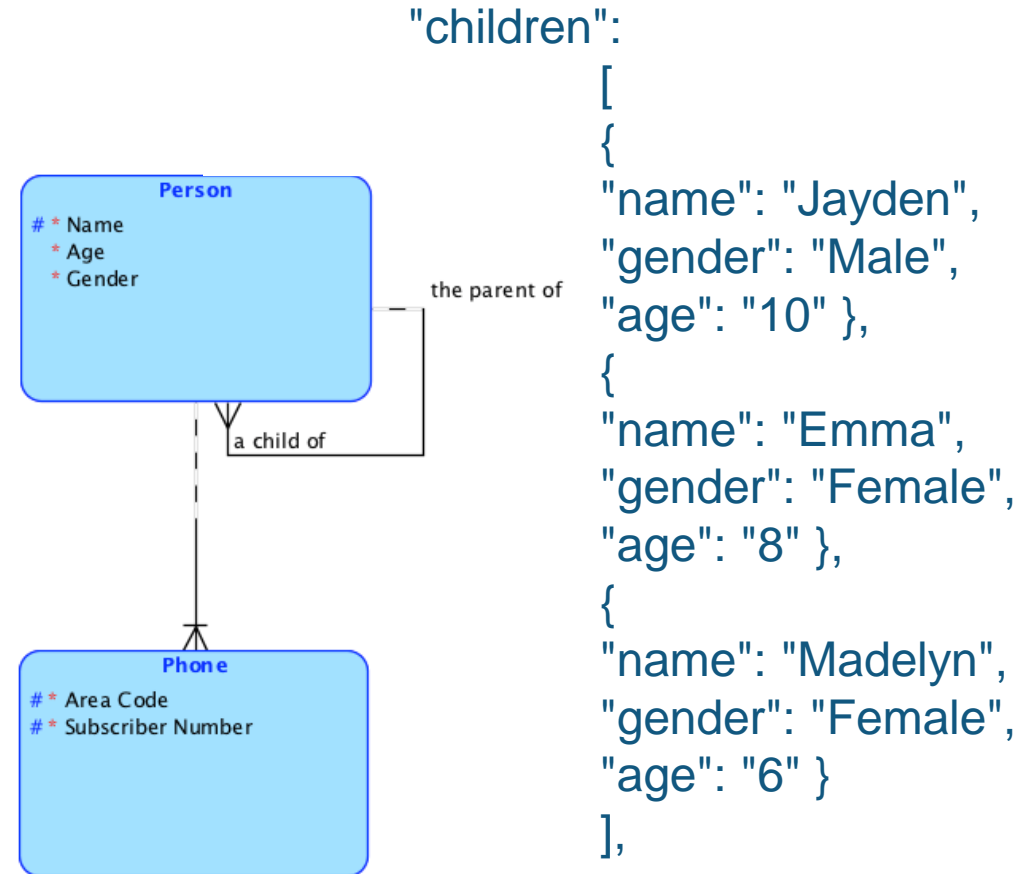 "children":
[
{
"name": "Jayden",
"gender": "Male",
"age": "10" },
{
"name": "Emma",
"gender": "Female",
"age": "8" },
{
"name": "Madelyn",
"gender": "Female",
"age": "6" }
],
Person
# * Name
* Age
* Gender
the parent of
a child of
Phone
# * Area Code
# * Subscriber Number